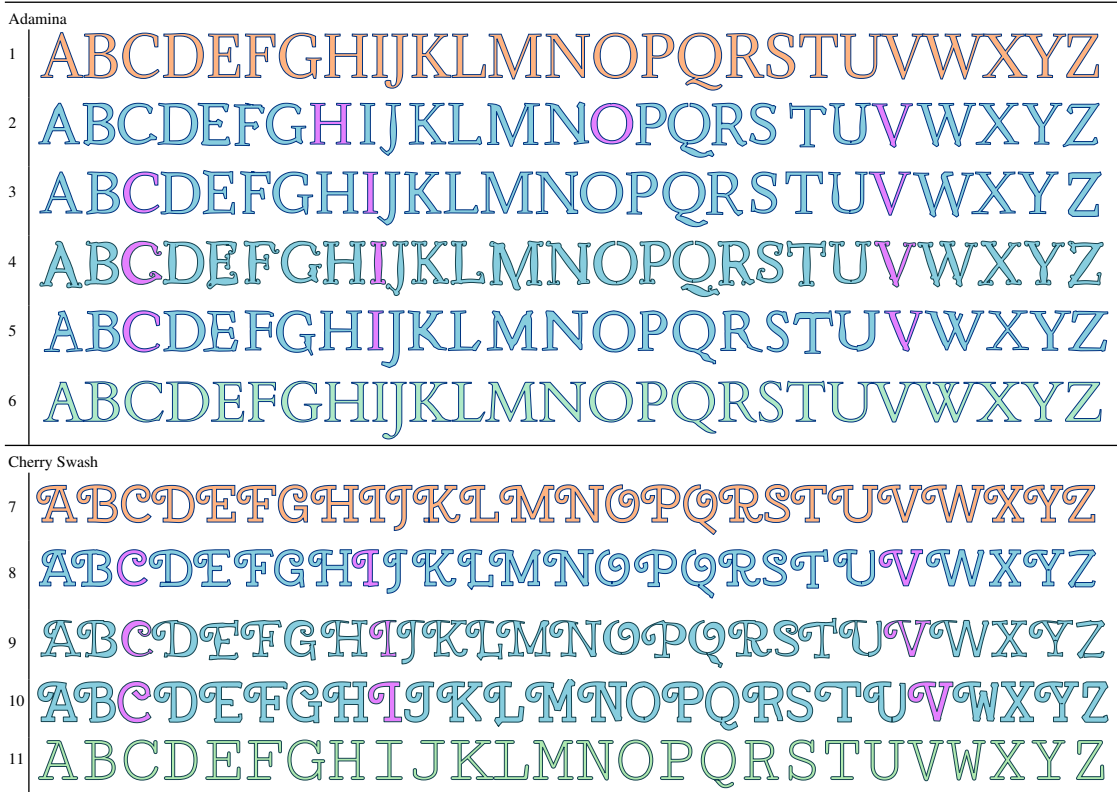 Adamina
1 ABCDEFGHIJKLMNOPQRSTUVWXYZ
2 ABCDEFGHIJKLMNOPQRSTUVWXYZ
3 ABCDEFGHIJKLMNOPQRSTUVWXYZ
4 ABCDEFGHIJKLMNOPQRSTUVWXYZ
5 ABCDEFGHIJKLMNOPQRSTUVWXYZ
6 ABCDEFGHIJKLMNOPQRSTUVWXYZ
Cherry Swash
7 ABCDEFGHIJKLMNOPQRSTUVWXYZ
8 ABCDEFGHIJKLMNOPQRSTUVWXYZ
9 ABCDEFGHIJKLMNOPQRSTUVWXYZ
10 ABCDEFGHIJKLMNOPQRSTUVWXYZ
11 ABCDEFGHIJKLMNOPQRSTUVWXYZ